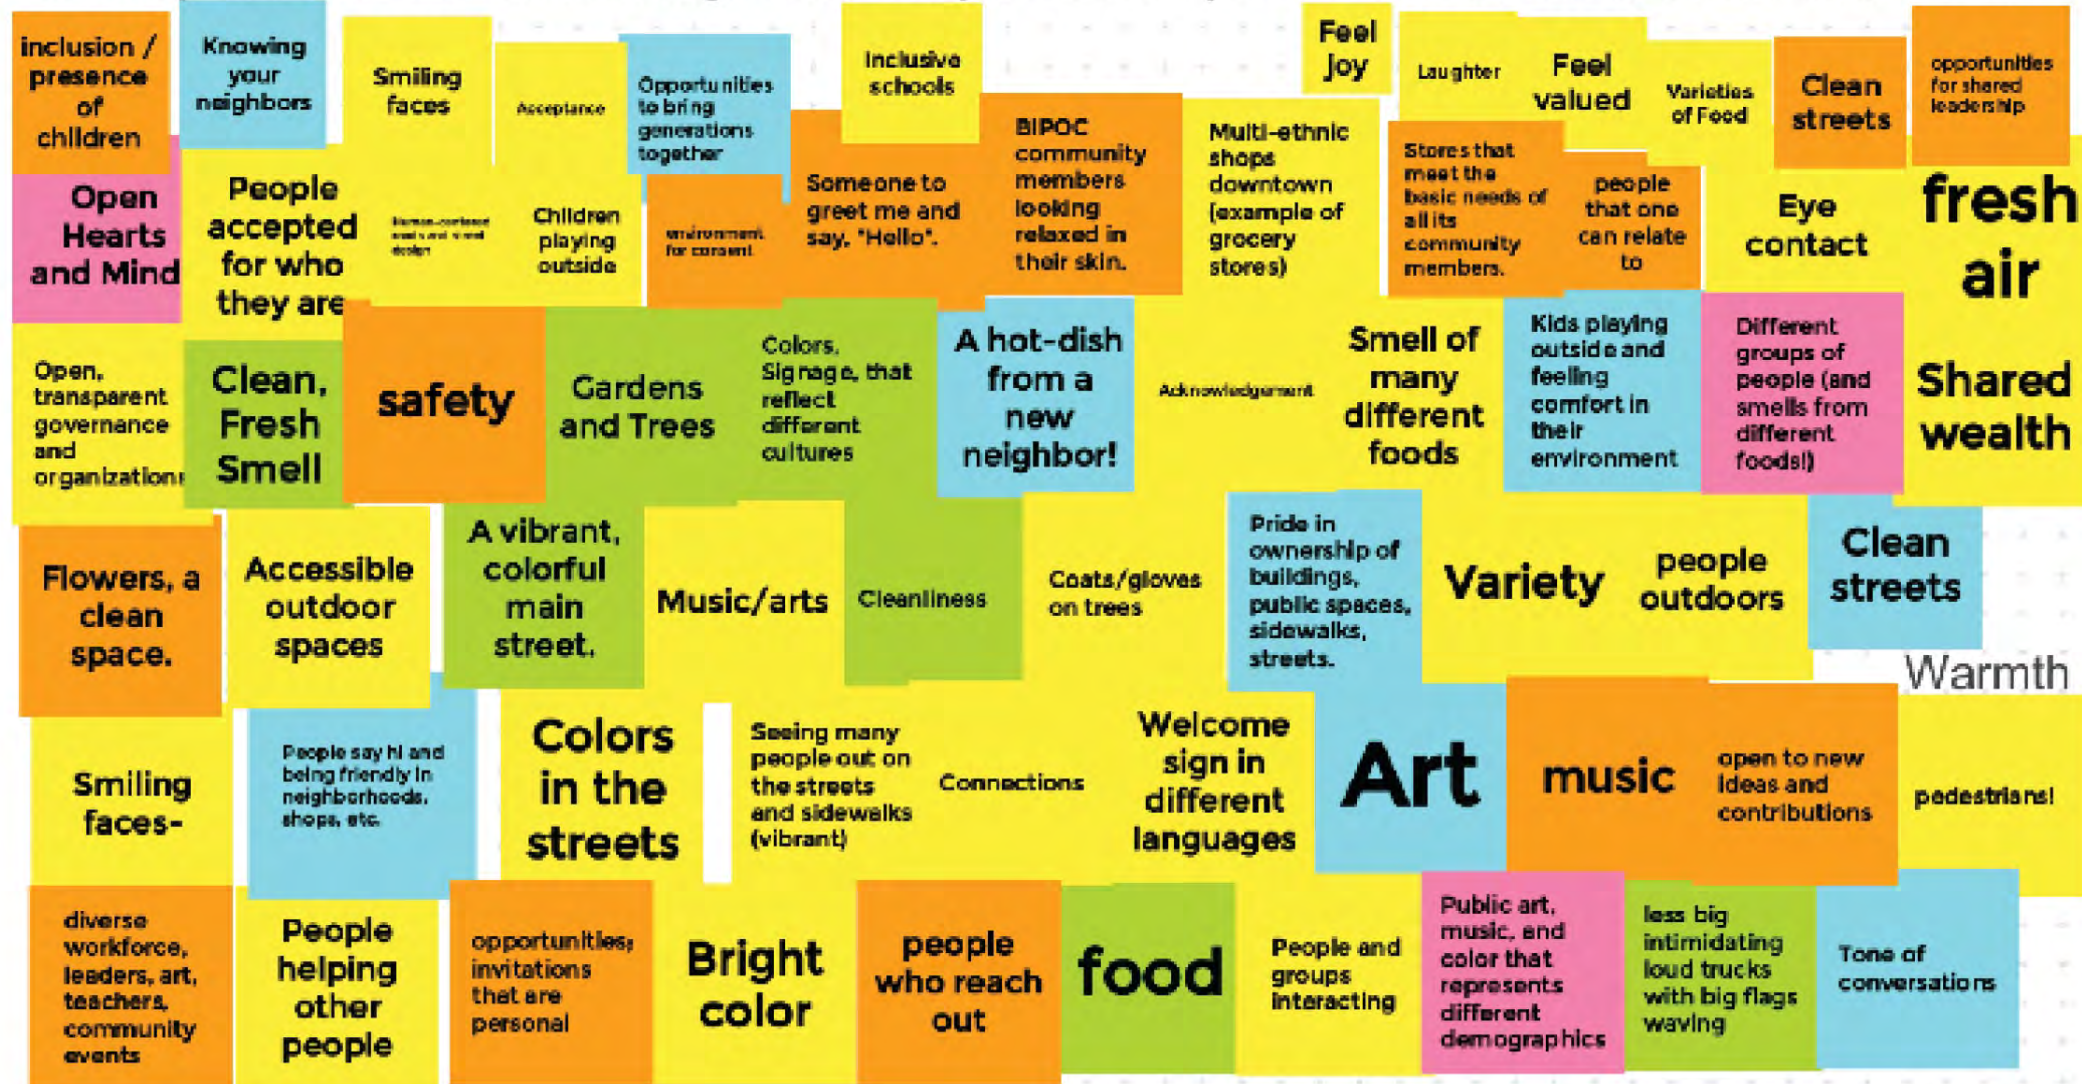 inclusion /
presence
of
children
Knowing
your
neighbors
Smiling
faces
Acceptance
Opportunities
to bring
generations
together
Inclusive
schools
Feel
joy
Laughter
Feel
valued
Varieties
of Food
Clean
streets
opportunities
for shared
leadership
Open
Hearts
and Mind
People
accepted
for who
they are
design
Children
playing
outside
environment
for consent
Someone to
greet me and
say, "Hello".
BIPOC
community
members
looking
relaxed in
their skin.
Multi-ethnic
shops
downtown
(example of
grocery
stores)
Stores that
meet the
basic needs of
all its
community
members.
people
that one
can relate
to
Eye
contact
fresh
air
Open,
transparent
governance
and
organizations
Clean,
Fresh
Smell
safety
Gardens
and Trees
Colors,
Signage, that
reflect
different
cultures
A hot-dish
from a
new
neighbor!
Acknowledgement
Smell of
many
different
foods
Kids playing
outside and
feeling
comfort in
their
environment
Different
groups of
people (and
smells from
different
foods!)
Shared
wealth
Flowers, a
clean
space.
Accessible
outdoor
spaces
A vibrant,
colorful
main
street.
Music/arts
Cleanliness
Coats/gloves
on trees
Pride in
ownership of
buildings,
public spaces,
sidewalks,
streets.
Variety
people
outdoors
Clean
streets
Warmth
Smiling
faces-
People say hi and
being friendly in
neighborhoods,
shops, etc.
Colors
in the
streets
Seeing many
people out on
the streets
and sidewalks
(vibrant)
Connections
Welcome
sign in
different
languages
Art
music
open to new
ideas and
contributions
pedestrians!
diverse
workforce,
leaders, art,
teachers,
community
events
People
helping
other
people
opportunities;
invitations
that are
personal
Bright
color
people
who reach
out
food
People and
groups
interacting
Public art,
music, and
color that
represents
different
demographics
less big
intimidating
loud trucks
with big flags
waving
Tone of
conversations